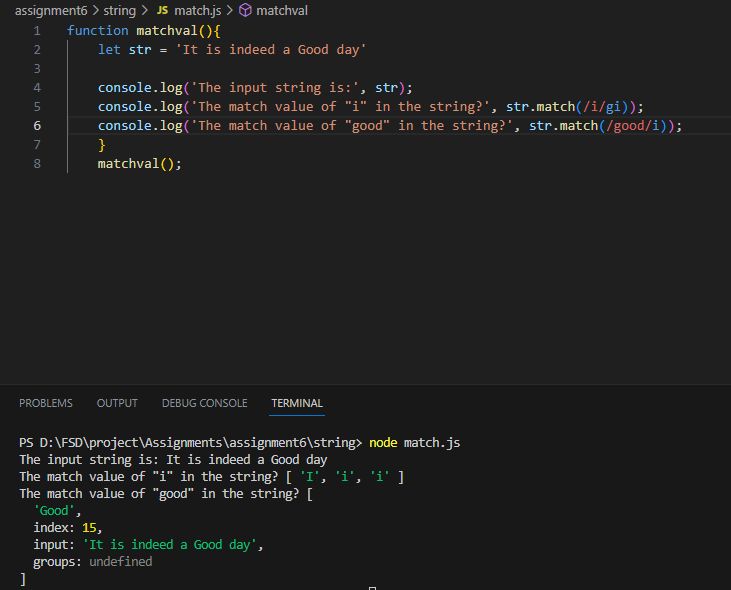 assignment6 > string > JS match.js > matchval
1 function matchval(){
2 let str = 'It is indeed a Good day'
3
4 console.log('The input string is:', str);
5 console.log('The match value of "i" in the string?', str.match(/i/gi));
6 console.log('The match value of "good" in the string?', str.match(/good/i));
7 }
8 matchval();
PROBLEMS OUTPUT DEBUG CONSOLE TERMINAL
PS D:\FSD\project\Assignments\assignment6\string> node match.js
The input string is: It is indeed a Good day
The match value of "i" in the string? [ 'I', 'i', 'i' ]
The match value of "good" in the string? [
'Good',
index: 15,
input: 'It is indeed a Good day',
groups: undefined
]